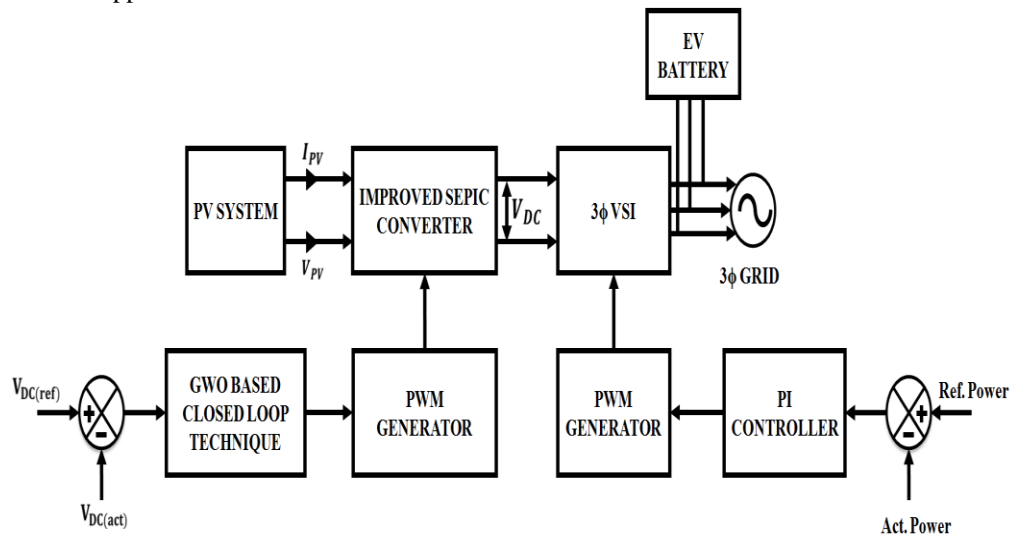 EV
BATTERY
I_PV
PV SYSTEM
V_PV
IMPROVED SEPIC
CONVERTER
V_DC
3ϕ VSI
3ϕ GRID
V_DC(ref)
+
-
V_DC(act)
GWO BASED
CLOSED LOOP
TECHNIQUE
PWM
GENERATOR
PWM
GENERATOR
PI
CONTROLLER
+
-
Ref. Power
Act. Power